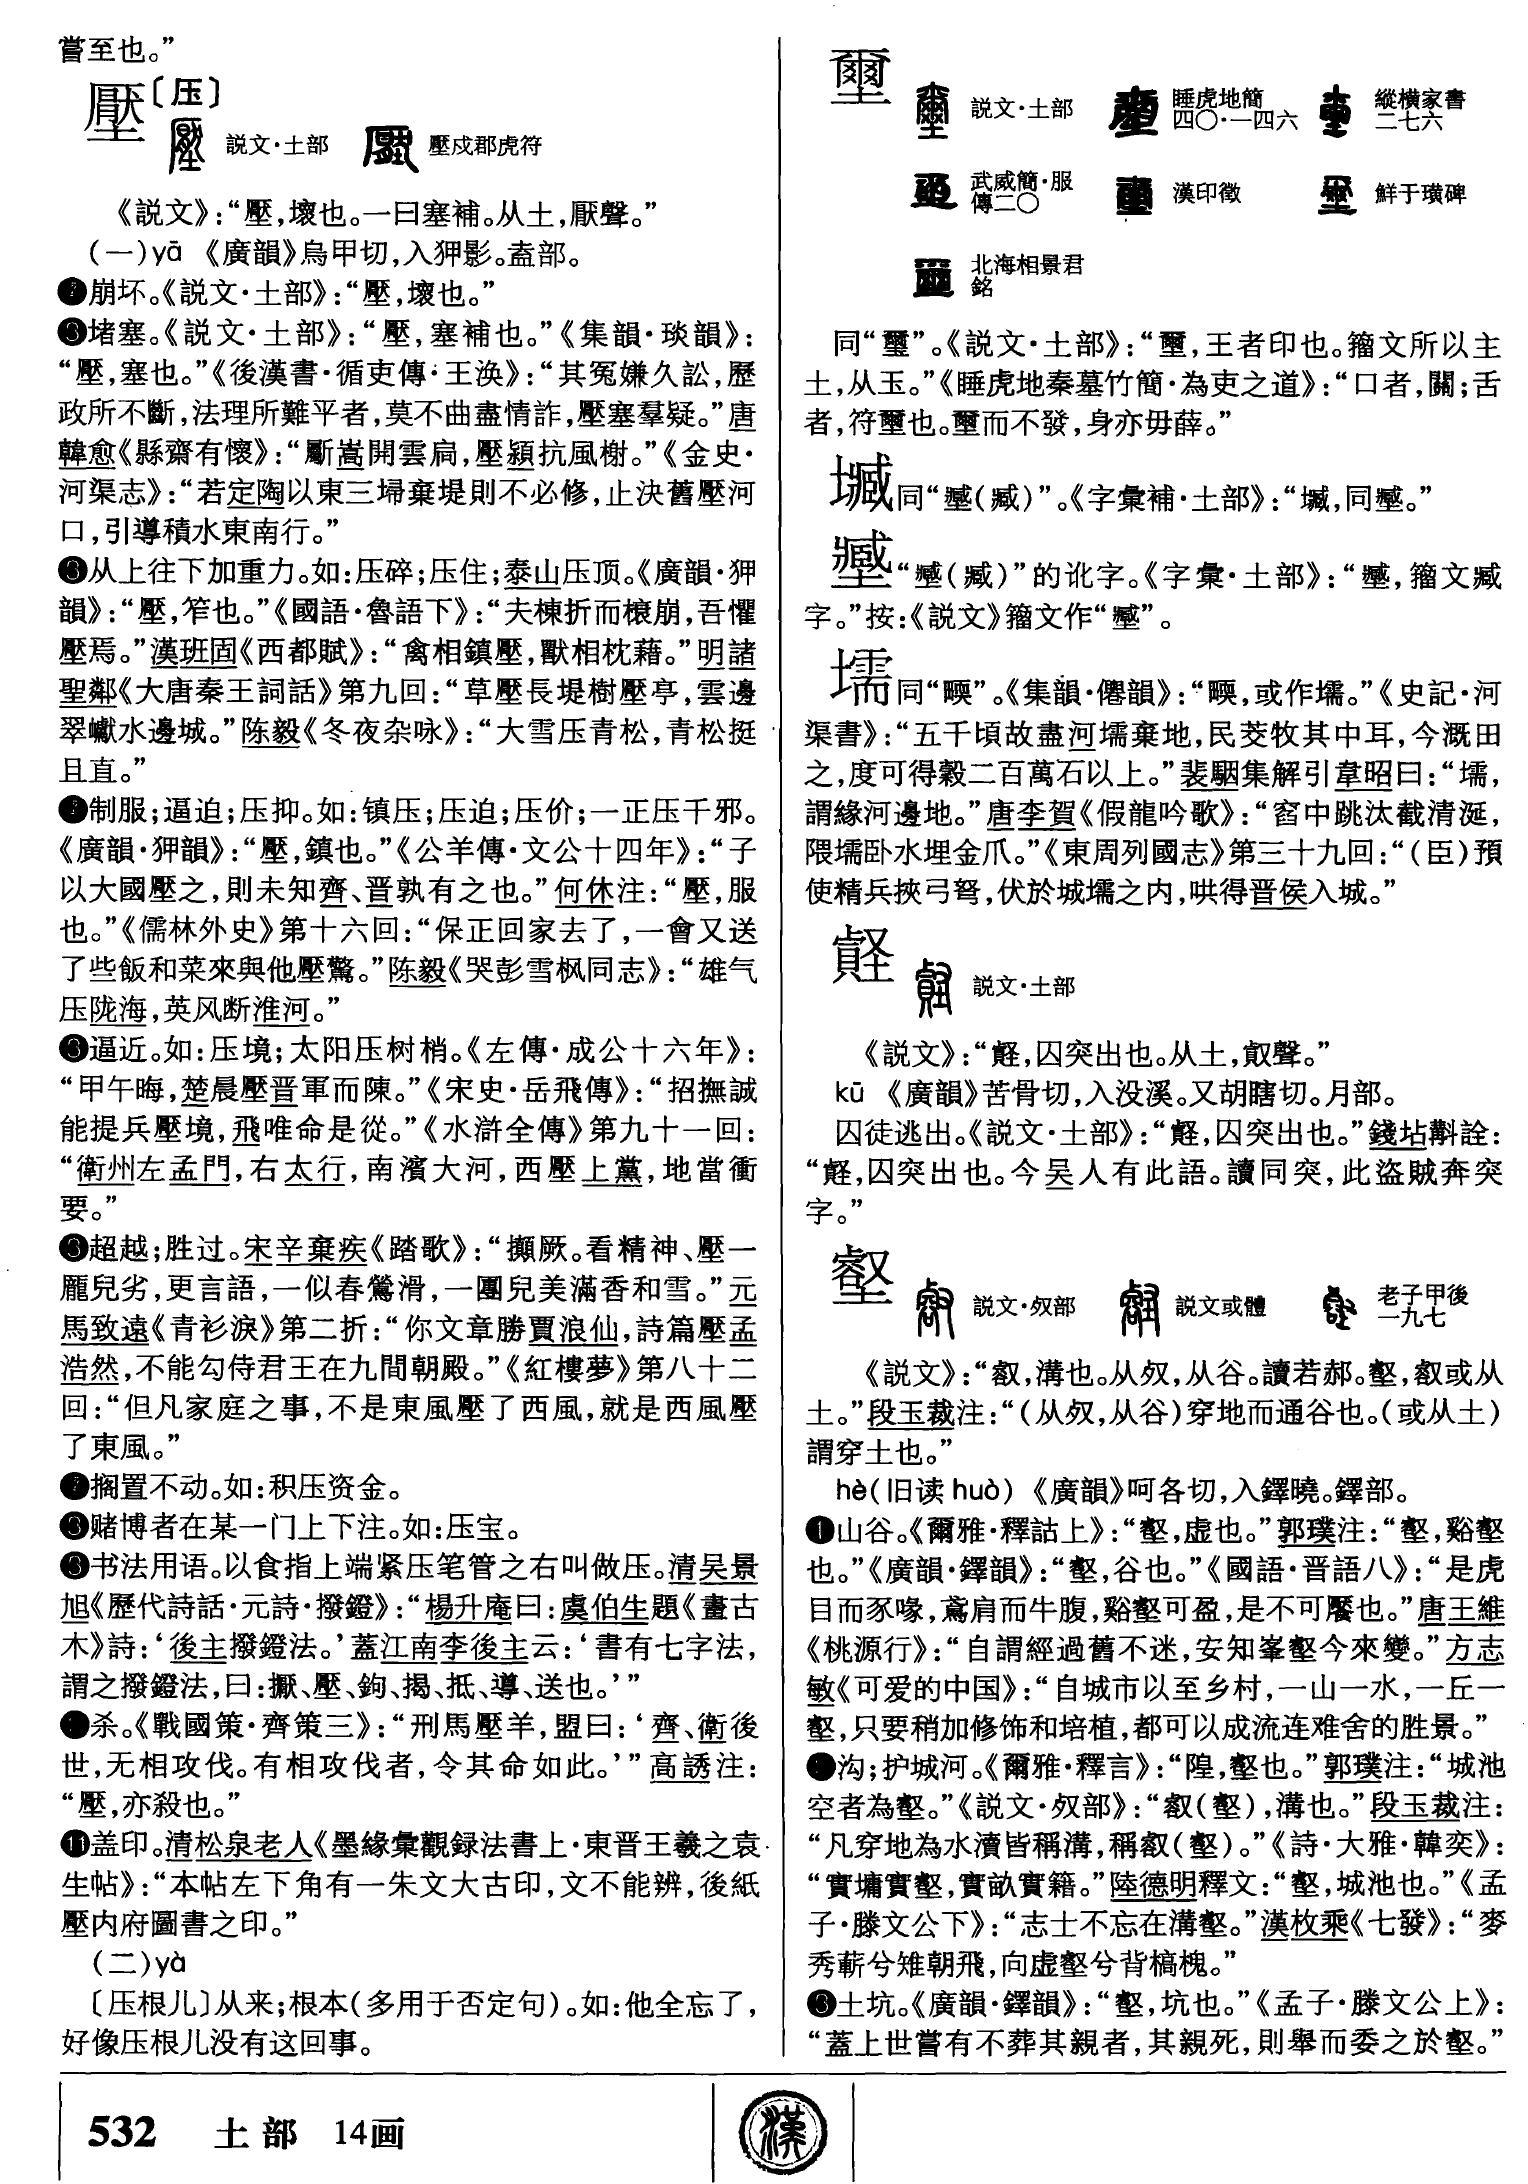 嘗至也。”
壓〔压〕
説文·土部 壓戍郡虎符
《説文》：“壓，壞也。一曰塞補。从土，厭聲。”
（一）yā 《廣韻》烏甲切，入狎影。盍部。
崩坏。《説文·土部》：“壓，壞也。”
堵塞。《説文·土部》：“壓，塞補也。”《集韻·琰韻》：
“壓，塞也。”《後漢書·循吏傳·王涣》：“其冤嫌久訟，歷
政所不斷，法理所難平者，莫不曲盡情詐，壓塞羣疑。”唐
韓愈《縣齋有懷》：“斸嵩開雲扃，壓潁抗風榭。”《金史·
河渠志》：“若定陶以東三埽棄堤則不必修，止決舊壓河
口，引導積水東南行。”
从上往下加重力。如：压碎；压住；泰山压顶。《廣韻·狎
韻》：“壓，笮也。”《國語·魯語下》：“夫棟折而榱崩，吾懼
壓焉。”漢班固《西都賦》：“禽相鎮壓，獸相枕藉。”明諸
聖鄰《大唐秦王詞話》第九回：“草壓長堤樹壓亭，雲邊
翠巘水邊城。”陈毅《冬夜杂咏》：“大雪压青松，青松挺
且直。”
制服；逼迫；压抑。如：镇压；压迫；压价；一正压千邪。
《廣韻·狎韻》：“壓，鎮也。”《公羊傳·文公十四年》：“子
以大國壓之，則未知齊、晋孰有之也。”何休注：“壓，服
也。”《儒林外史》第十六回：“保正回家去了，一會又送
了些飯和菜來與他壓驚。”陈毅《哭彭雪枫同志》：“雄气
压陇海，英风断淮河。”
逼近。如：压境；太阳压树梢。《左傳·成公十六年》：
“甲午晦，楚晨壓晋軍而陳。”《宋史·岳飛傳》：“招撫誠
能提兵壓境，飛唯命是從。”《水滸全傳》第九十一回：
“衛州左孟門，右太行，南濱大河，西壓上黨，地當衝
要。”
超越；胜过。宋辛棄疾《踏歌》：“攧厥。看精神、壓一
龎兒劣，更言語，一似春鶯滑，一團兒美滿香和雪。”元
馬致遠《青衫淚》第二折：“你文章勝賈浪仙，詩篇壓孟
浩然，不能勾侍君王在九間朝殿。”《紅樓夢》第八十二
回：“但凡家庭之事，不是東風壓了西風，就是西風壓
了東風。”
搁置不动。如：积压资金。
赌博者在某一门上下注。如：压宝。
书法用语。以食指上端紧压笔管之右叫做压。清吴景
旭《歷代詩話·元詩·撥鐙》：“楊升庵曰：虞伯生題《畫古
木》詩：‘後主撥鐙法。’蓋江南李後主云：‘書有七字法，
謂之撥鐙法，曰：擫、壓、鉤、揭、抵、導、送也。’”
杀。《戰國策·齊策三》：“刑馬壓羊，盟曰：‘齊、衛後
世，无相攻伐。有相攻伐者，令其命如此。’”高誘注：
“壓，亦殺也。”
⓫盖印。清松泉老人《墨緣彙觀録法書上·東晋王羲之袁
生帖》：“本帖左下角有一朱文大古印，文不能辨，後紙
壓内府圖書之印。”
（二）yà
〔压根儿〕从来；根本（多用于否定句）。如：他全忘了，
好像压根儿没有这回事。
壐
説文·土部 睡虎地簡四〇·一四六 縱横家書二七六
武威簡·服傳二〇 漢印徵 鮮于璜碑
北海相景君銘
同“璽”。《説文·土部》：“壐，王者印也。籀文所以主
土，从玉。”《睡虎地秦墓竹簡·為吏之道》：“口者，關；舌
者，符壐也。壐而不發，身亦毋薛。”
同“（臧）”。《字彙補·土部》：“，同。”
“（臧）”的讹字。《字彙·土部》：“，籀文臧
字。”按：《説文》籀文作“”。
壖同“㬉”。《集韻·僊韻》：“㬉，或作壖。”《史記·河
渠書》：“五千頃故盡河壖棄地，民茭牧其中耳，今溉田
之，度可得穀二百萬石以上。”裴駰集解引韋昭曰：“壖，
謂緣河邊地。”唐李賀《假龍吟歌》：“窞中跳汰截清涎，
隈壖卧水埋金爪。”《東周列國志》第三十九回：“（臣）預
使精兵挾弓弩，伏於城壖之内，哄得晋侯入城。”
㙺
説文·土部
《説文》：“㙺，囚突出也。从土，㕡聲。”
kū 《廣韻》苦骨切，入没溪。又胡瞎切。月部。
囚徒逃出。《説文·土部》：“㙺，囚突出也。”錢坫斠詮：
“㙺，囚突出也。今吴人有此語。讀同突，此盜賊奔突
字。”
壑
説文·㕡部 説文或體 老子甲後一九七
《説文》：“叡，溝也。从㕡，从谷。讀若郝。壑，叡或从
土。”段玉裁注：“（从㕡，从谷）穿地而通谷也。（或从土）
謂穿土也。”
hè（旧读huò） 《廣韻》呵各切，入鐸曉。鐸部。
❶山谷。《爾雅·釋詁上》：“壑，虚也。”郭璞注：“壑，谿壑
也。”《廣韻·鐸韻》：“壑，谷也。”《國語·晋語八》：“是虎
目而豕喙，鳶肩而牛腹，谿壑可盈，是不可饜也。”唐王維
《桃源行》：“自謂經過舊不迷，安知峯壑今來變。”方志
敏《可爱的中国》：“自城市以至乡村，一山一水，一丘一
壑，只要稍加修饰和培植，都可以成流连难舍的胜景。”
沟；护城河。《爾雅·釋言》：“隍，壑也。”郭璞注：“城池
空者為壑。”《説文·㕡部》：“叡（壑），溝也。”段玉裁注：
“凡穿地為水瀆皆稱溝，稱叡（壑）。”《詩·大雅·韓奕》：
“實墉實壑，實畝實籍。”陸德明釋文：“壑，城池也。”《孟
子·滕文公下》：“志士不忘在溝壑。”漢枚乘《七發》：“麥
秀蔪兮雉朝飛，向虚壑兮背槁槐。”
❸土坑。《廣韻·鐸韻》：“壑，坑也。”《孟子·滕文公上》：
“蓋上世嘗有不葬其親者，其親死，則舉而委之於壑。”
532 土部 14画
漢